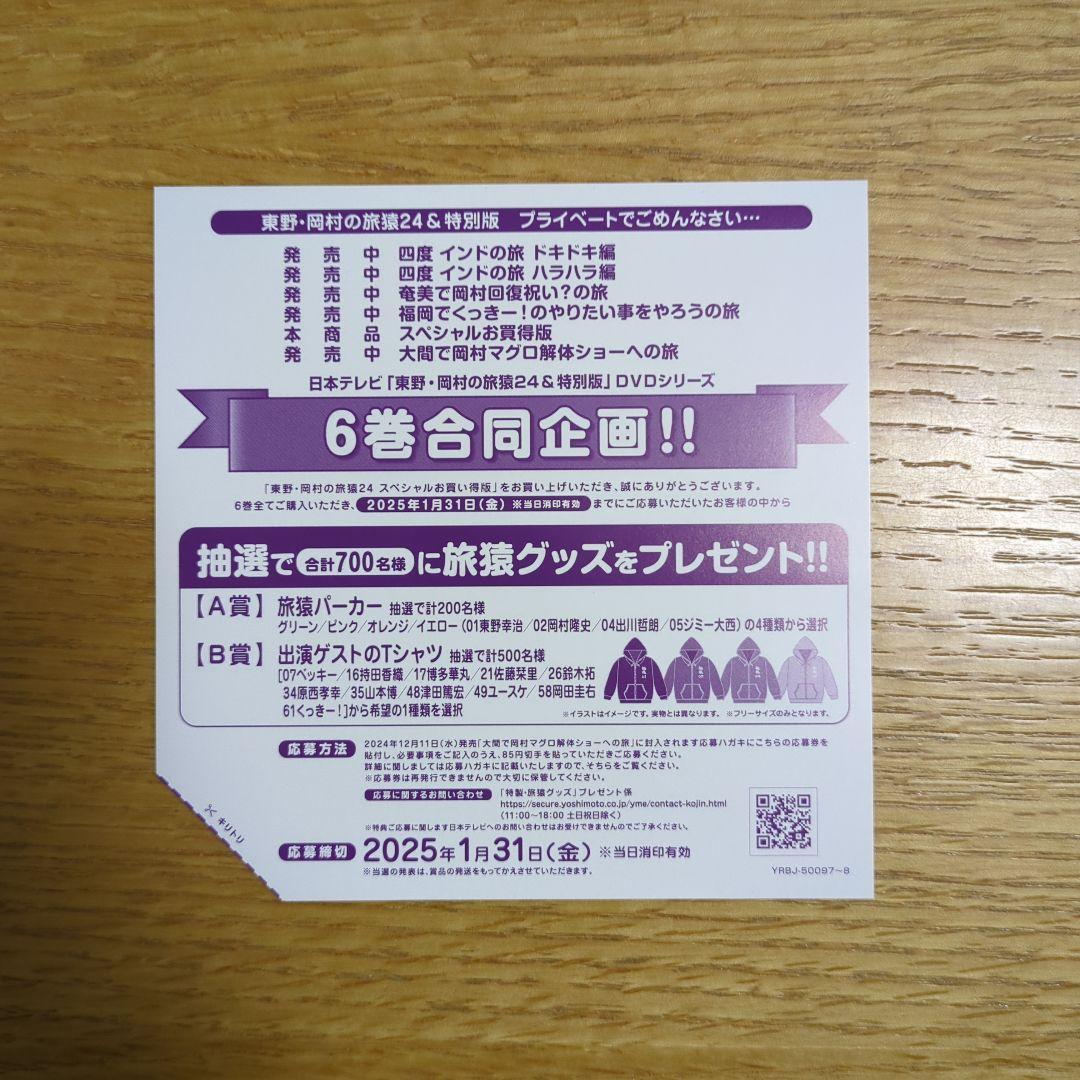 東野・岡村の旅猿24＆特別版　プライベートでごめんなさい…
発売中 四度 インドの旅 ドキドキ編
発売中 四度 インドの旅 ハラハラ編
発売中 奄美で岡村回復祝い？の旅
発売中 福岡でくっきー！のやりたい事をやろうの旅
本商品 スペシャルお買得版
発売中 大間で岡村マグロ解体ショーへの旅
日本テレビ「東野・岡村の旅猿24＆特別版」DVDシリーズ
6巻合同企画!!
「東野・岡村の旅猿24 スペシャルお買い得版」をお買い上げいただき、誠にありがとうございます。
6巻全てご購入いただき、2025年1月31日（金）※当日消印有効 までにご応募いただいたお客様の中から
抽選で合計700名様に旅猿グッズをプレゼント!!
【A賞】旅猿パーカー 抽選で計200名様
グリーン／ピンク／オレンジ／イエロー（01東野幸治／02岡村隆史／04出川哲朗／05ジミー大西）の4種類から選択
【B賞】出演ゲストのTシャツ 抽選で計500名様
[07ベッキー／16持田香織／17博多華丸／21佐藤栞里／26鈴木拓
34原西孝幸／35山本博／48津田篤宏／49ユースケ／58岡田圭右
61くっきー！]から希望の1種類を選択
※イラストはイメージです。実物とは異なります。 ※フリーサイズのみとなります。
応募方法 2024年12月11日（水）発売「大間で岡村マグロ解体ショーへの旅」に封入されます応募ハガキにこちらの応募券を
貼付し、必要事項をご記入のうえ、85円切手を貼っていただきご応募ください。
詳細に関しましては応募ハガキに記載いたしますので、そちらをご覧ください。
※応募券は再発行できませんので大切に保管してください。
応募に関するお問い合わせ 「特製・旅猿グッズ」プレゼント係
https://secure.yoshimoto.co.jp/yme/contact-kojin.html
（11:00〜18:00 土日祝日除く）
※特典ご応募に関します日本テレビへのお問い合わせはお受けできませんのでご了承ください。
キリトリ
応募締切 2025年1月31日（金）※当日消印有効
※当選の発表は、賞品の発送をもってかえさせていただきます。
YRBJ-50097〜8